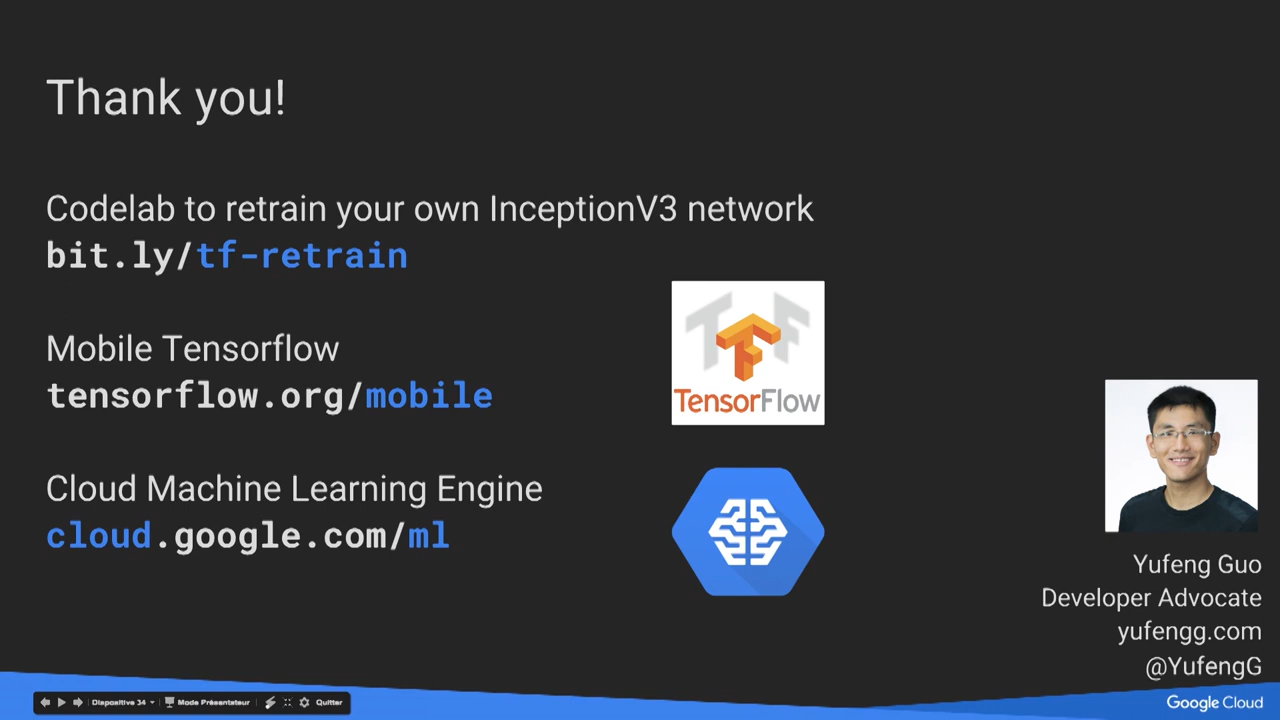 Thank you!
Codelab to retrain your own InceptionV3 network
bit.ly/tf-retrain
Mobile Tensorflow
tensorflow.org/mobile
TensorFlow
Cloud Machine Learning Engine
cloud.google.com/ml
Yufeng Guo
Developer Advocate
yufengg.com
@YufengG
Diapositive 34
Mode Présentateur
Quitter
Google Cloud